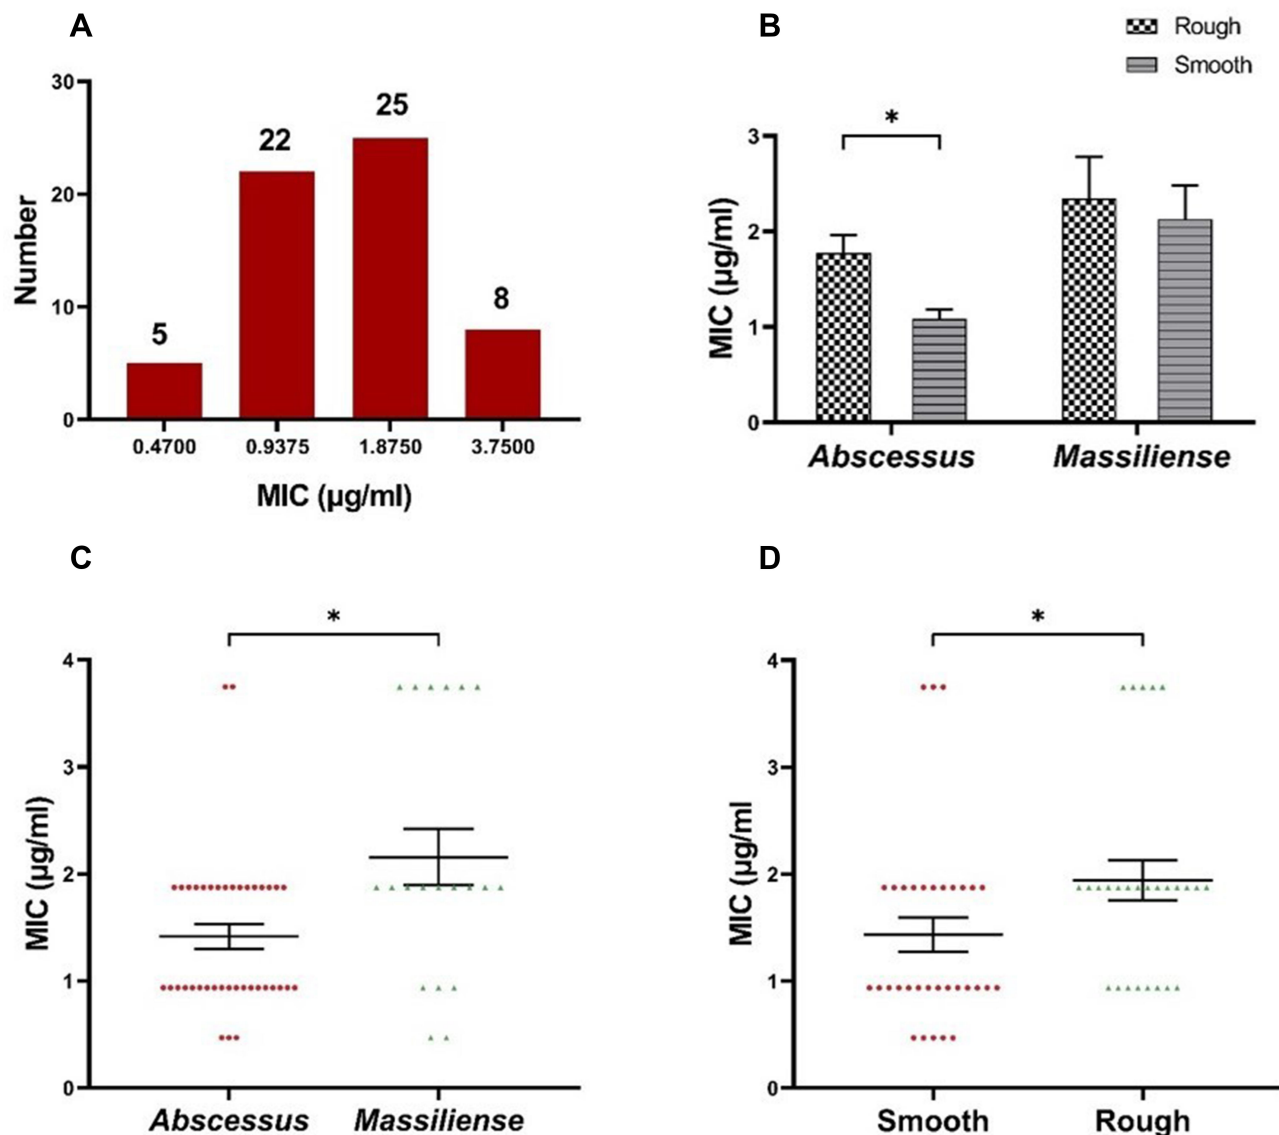 A
30
20
10
0
Number
5
22
25
8
0.4700 0.9375 1.8750 3.7500
MIC (µg/ml)
B
Rough
Smooth
*
3
2
1
0
MIC (µg/ml)
Abscessus Massiliense
C
*
4
3
2
1
0
MIC (µg/ml)
Abscessus Massiliense
D
*
4
3
2
1
0
MIC (µg/ml
Smooth Rough